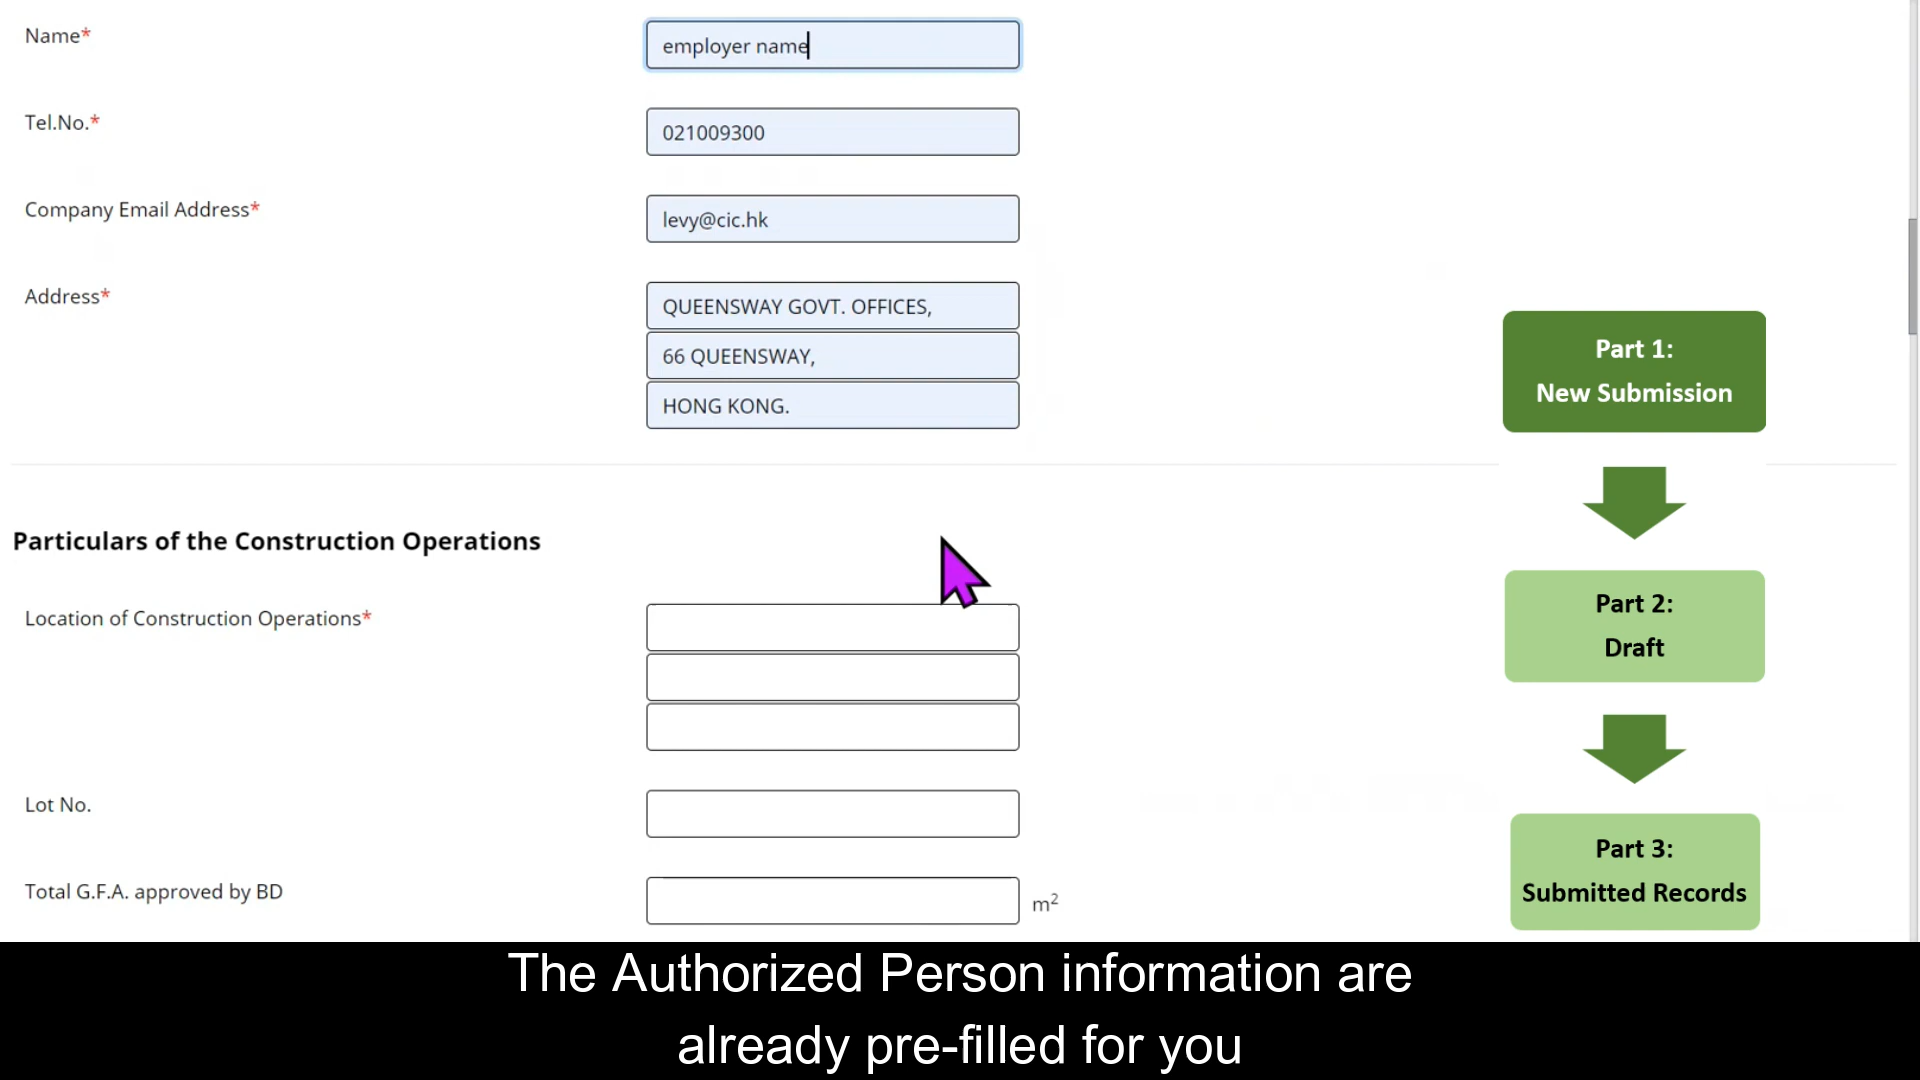 Name*
employer name
Tel.No.*
021009300
Company Email Address*
levy@cic.hk
Address*
QUEENSWAY GOVT. OFFICES,
66 QUEENSWAY,
HONG KONG.
Particulars of the Construction Operations
Location of Construction Operations*
Lot No.
Total G.F.A. approved by BD
m²
Part 1:
New Submission
Part 2:
Draft
Part 3:
Submitted Records
The Authorized Person information are
already pre-filled for you